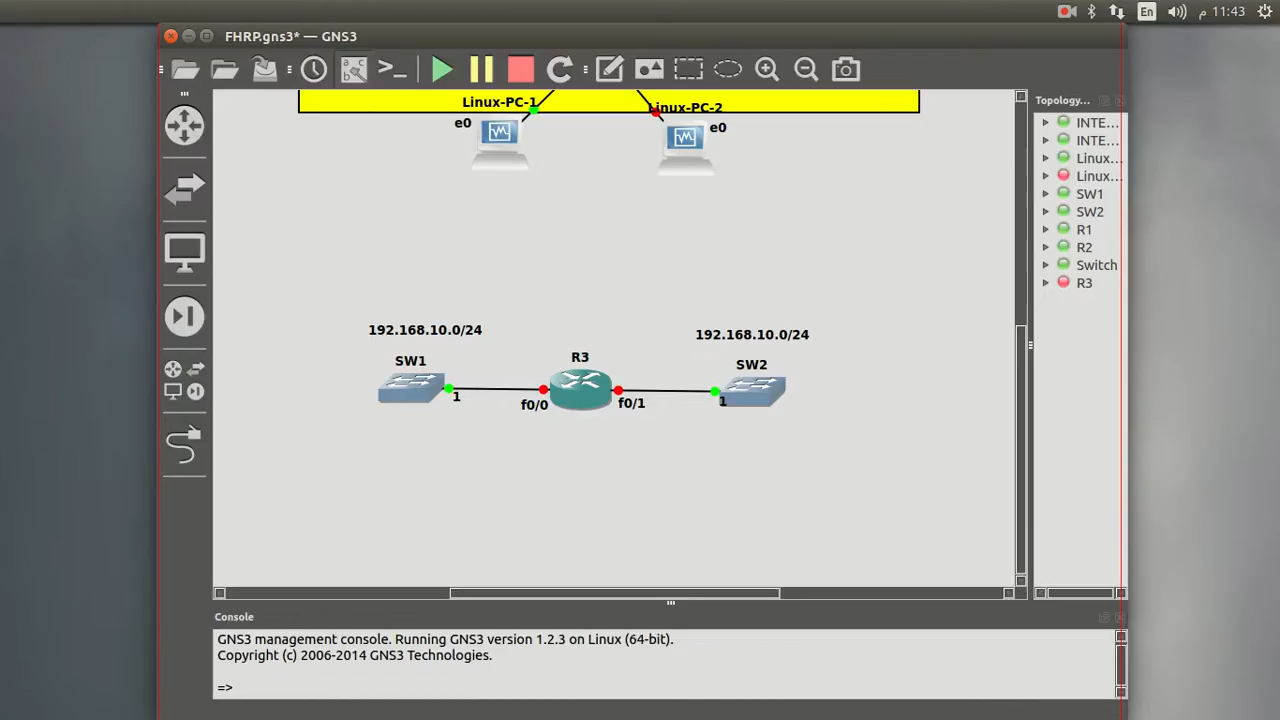 En
م 11:43
FHRP.gns3* — GNS3
Topology...
Linux-PC-1
Linux-PC-2
e0
e0
INTE...
INTE...
Linux...
Linux...
SW1
SW2
R1
R2
Switch
R3
192.168.10.0/24
192.168.10.0/24
SW1
R3
SW2
1
f0/0
f0/1
1
Console
GNS3 management console. Running GNS3 version 1.2.3 on Linux (64-bit).
Copyright (c) 2006-2014 GNS3 Technologies.
=>